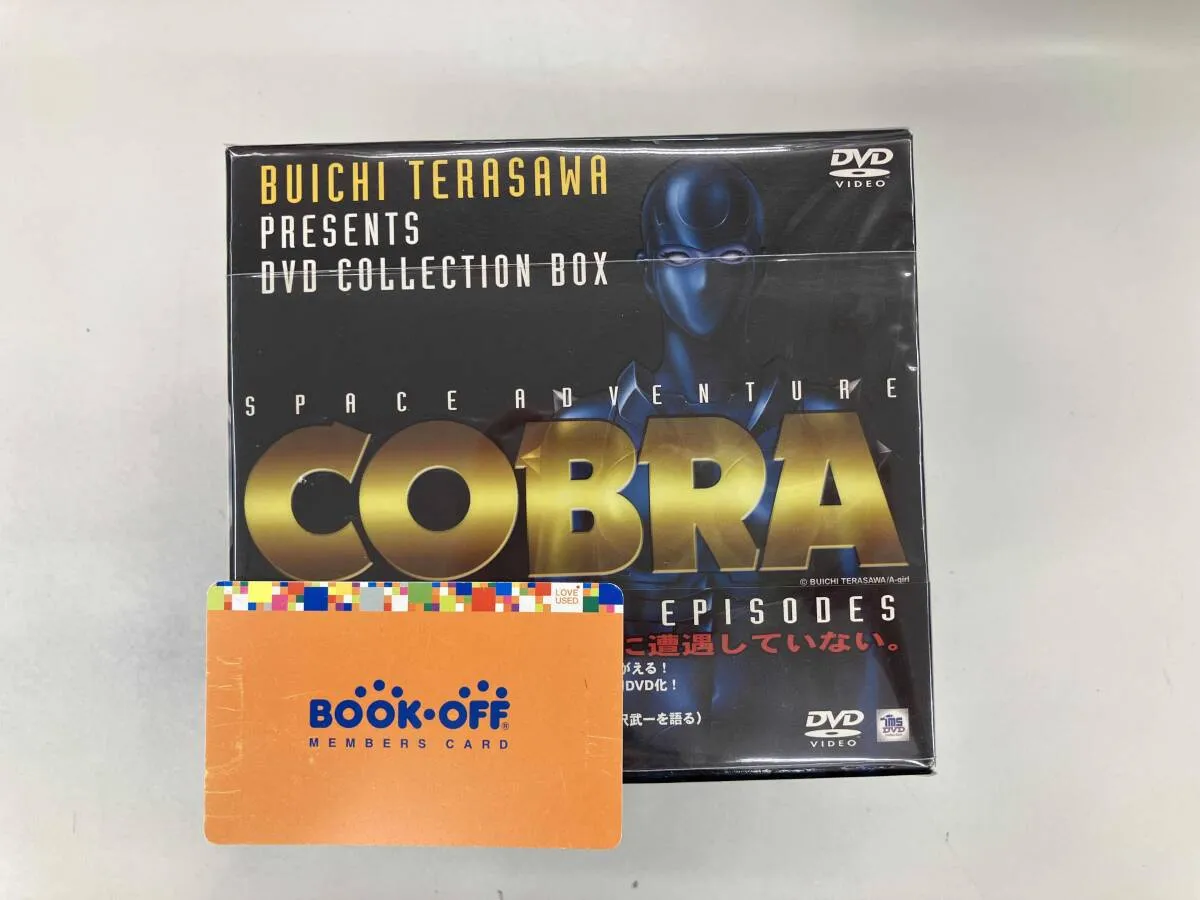 BUICHI TERASAWA
PRESENTS
DVD COLLECTION BOX
DVD
VIDEO
SPACE ADVENTURE
COBRA
© BUICHI TERASAWA/A-girl
EPISODES
に遭遇していない。
がえる！
DVD化！
沢武一を語る）
DVD
VIDEO
imS
DVD
LOVE
USED
BOOK・OFF®
MEMBERS CARD